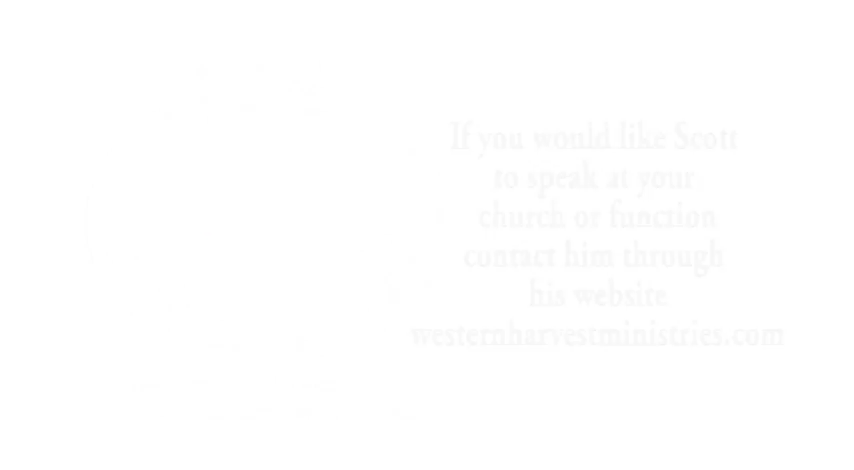 If you would like Scott
to speak at your
church or function
contact him through
his website
westernharvestministries.com